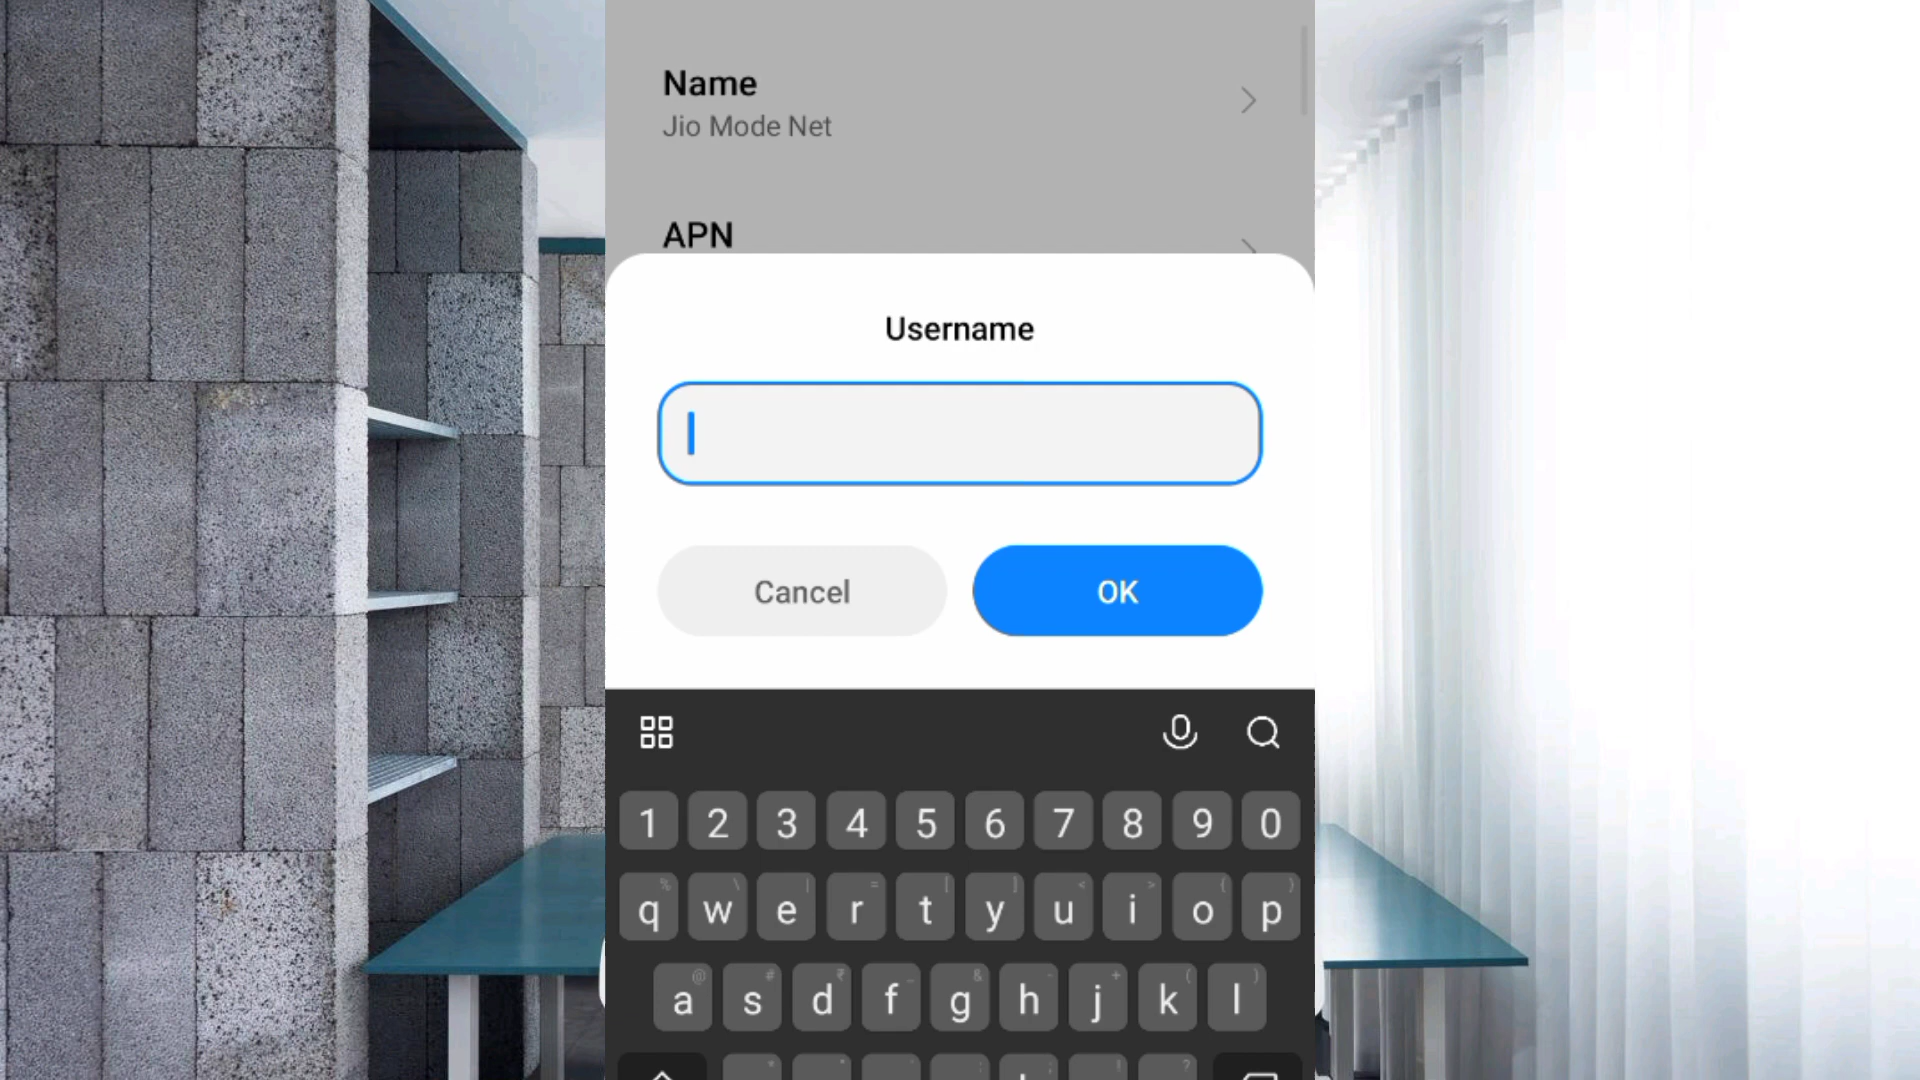 Name
Jio Mode Net
APN
Username
Cancel
OK
1 2 3 4 5 6 7 8 9 0
q w e r t y u i o p
a s d f g h j k l